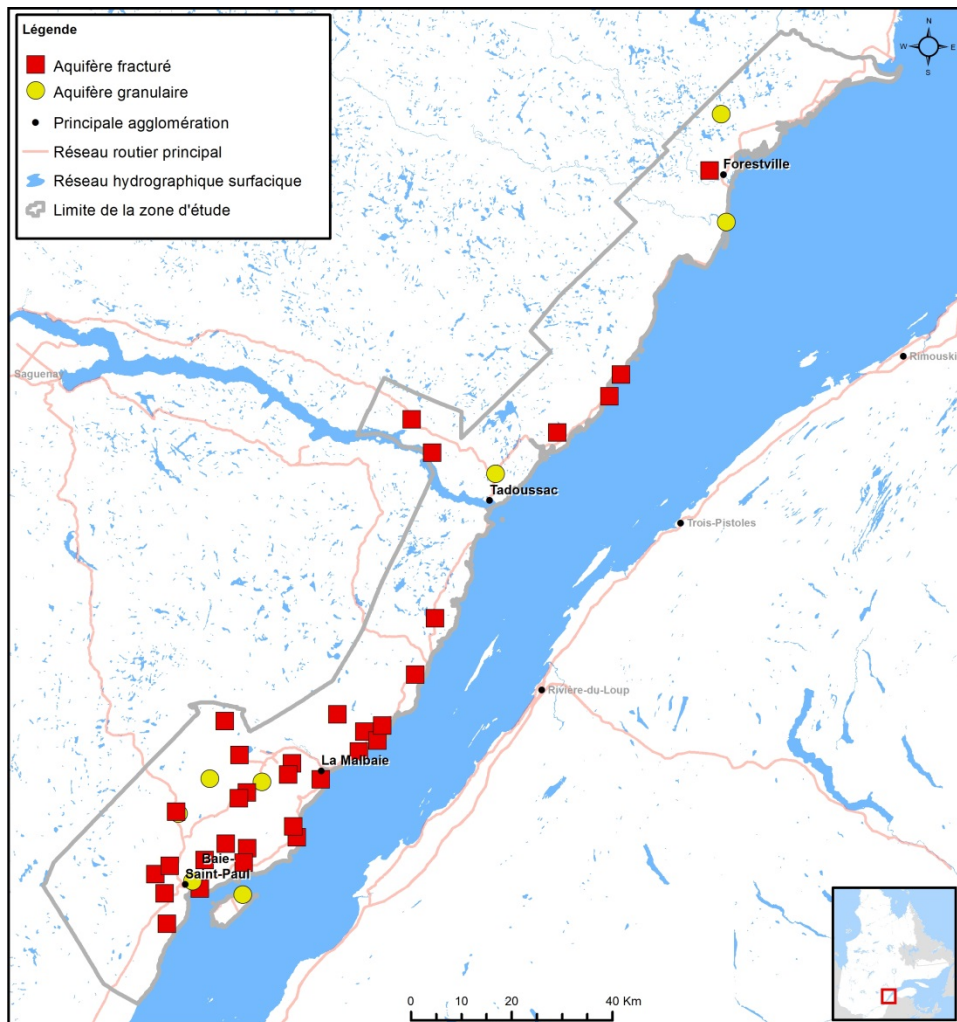 Légende
Aquifère fracturé
Aquifère granulaire
Principale agglomération
Réseau routier principal
Réseau hydrographique surfacique
Limite de la zone d'étude
N
W
E
S
Forestville
Rimouski
Saguenay
Tadoussac
Trois-Pistoles
Rivière-du-Loup
La Malbaie
Baie-
Saint-Paul
0 10 20 40 Km